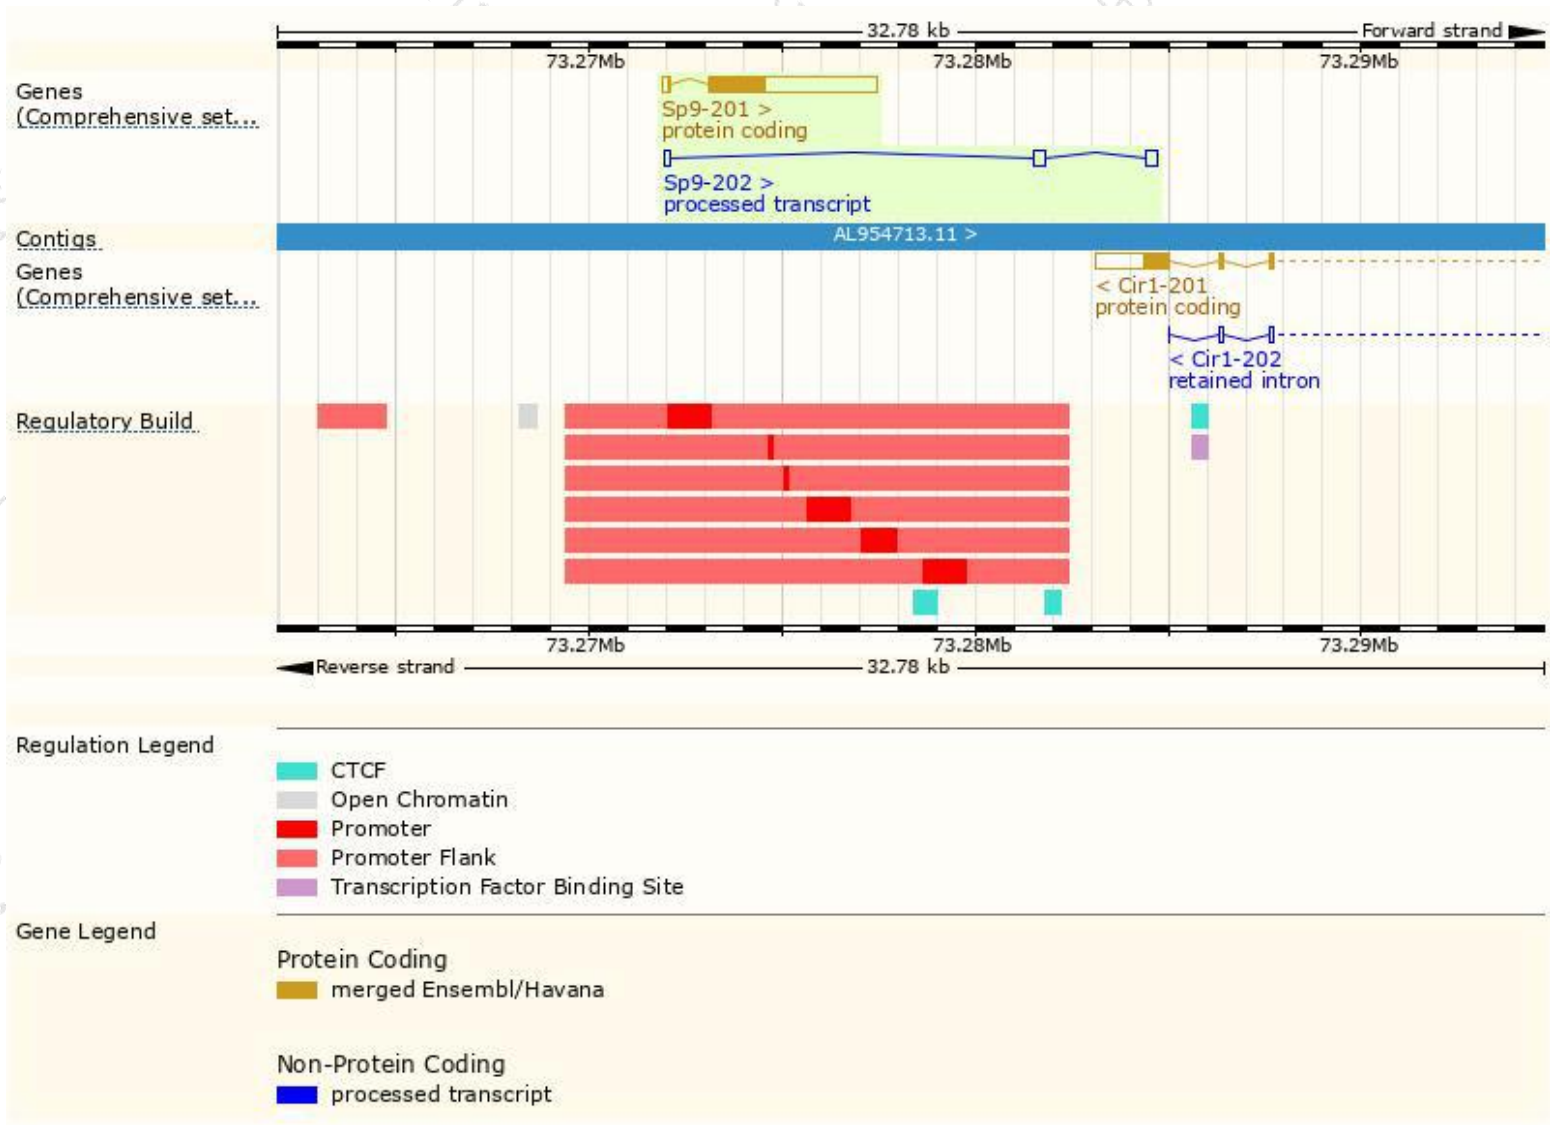 32.78 kb
Forward strand
73.27Mb 73.28Mb 73.29Mb
Genes
(Comprehensive set...
Sp9-201 >
protein coding
Sp9-202 >
processed transcript
Contigs
AL954713.11 >
Genes
(Comprehensive set...
< Cir1-201
protein coding
< Cir1-202
retained intron
Regulatory Build
73.27Mb 73.28Mb 73.29Mb
Reverse strand
32.78 kb
Regulation Legend
CTCF
Open Chromatin
Promoter
Promoter Flank
Transcription Factor Binding Site
Gene Legend
Protein Coding
merged Ensembl/Havana
Non-Protein Coding
processed transcript